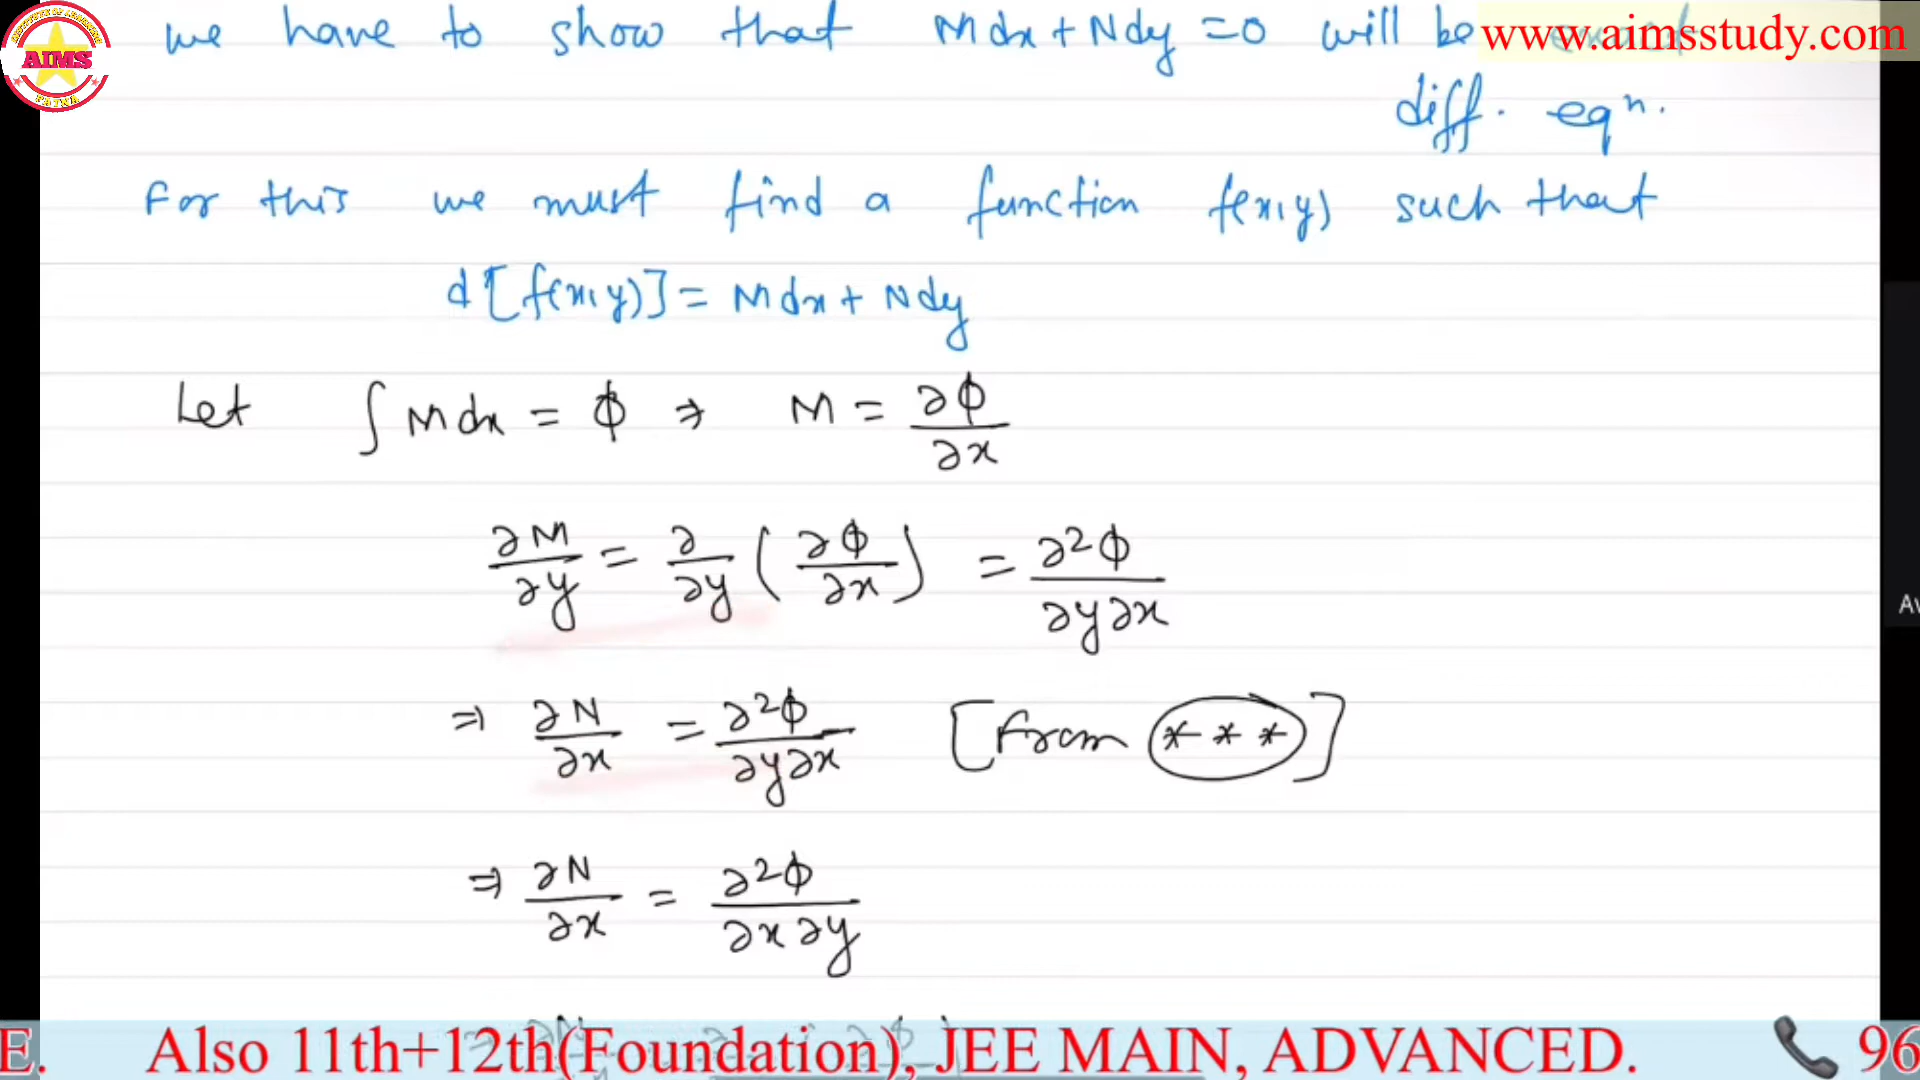 we have to show that Mdx + Ndy = 0 will be
www.aimsstudy.com
AIMS
PATNA
diff. eqⁿ.
For this we must find a function f(x,y) such that
d[f(x,y)] = Mdx + Ndy
Let ∫Mdx = ϕ ⇒ M = ∂ϕ/∂x
∂M/∂y = ∂/∂y (∂ϕ/∂x) = ∂²ϕ/∂y∂x
⇒ ∂N/∂x = ∂²ϕ/∂y∂x [from ***]
⇒ ∂N/∂x = ∂²ϕ/∂x∂y
E. Also 11th+12th(Foundation), JEE MAIN, ADVANCED. 96